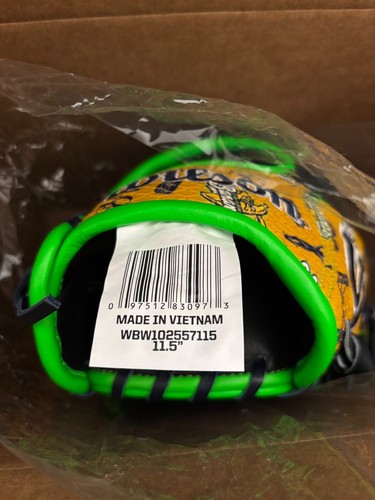 Wilson
0 97512 83097 3
MADE IN VIETNAM
WBW102557115
11.5"